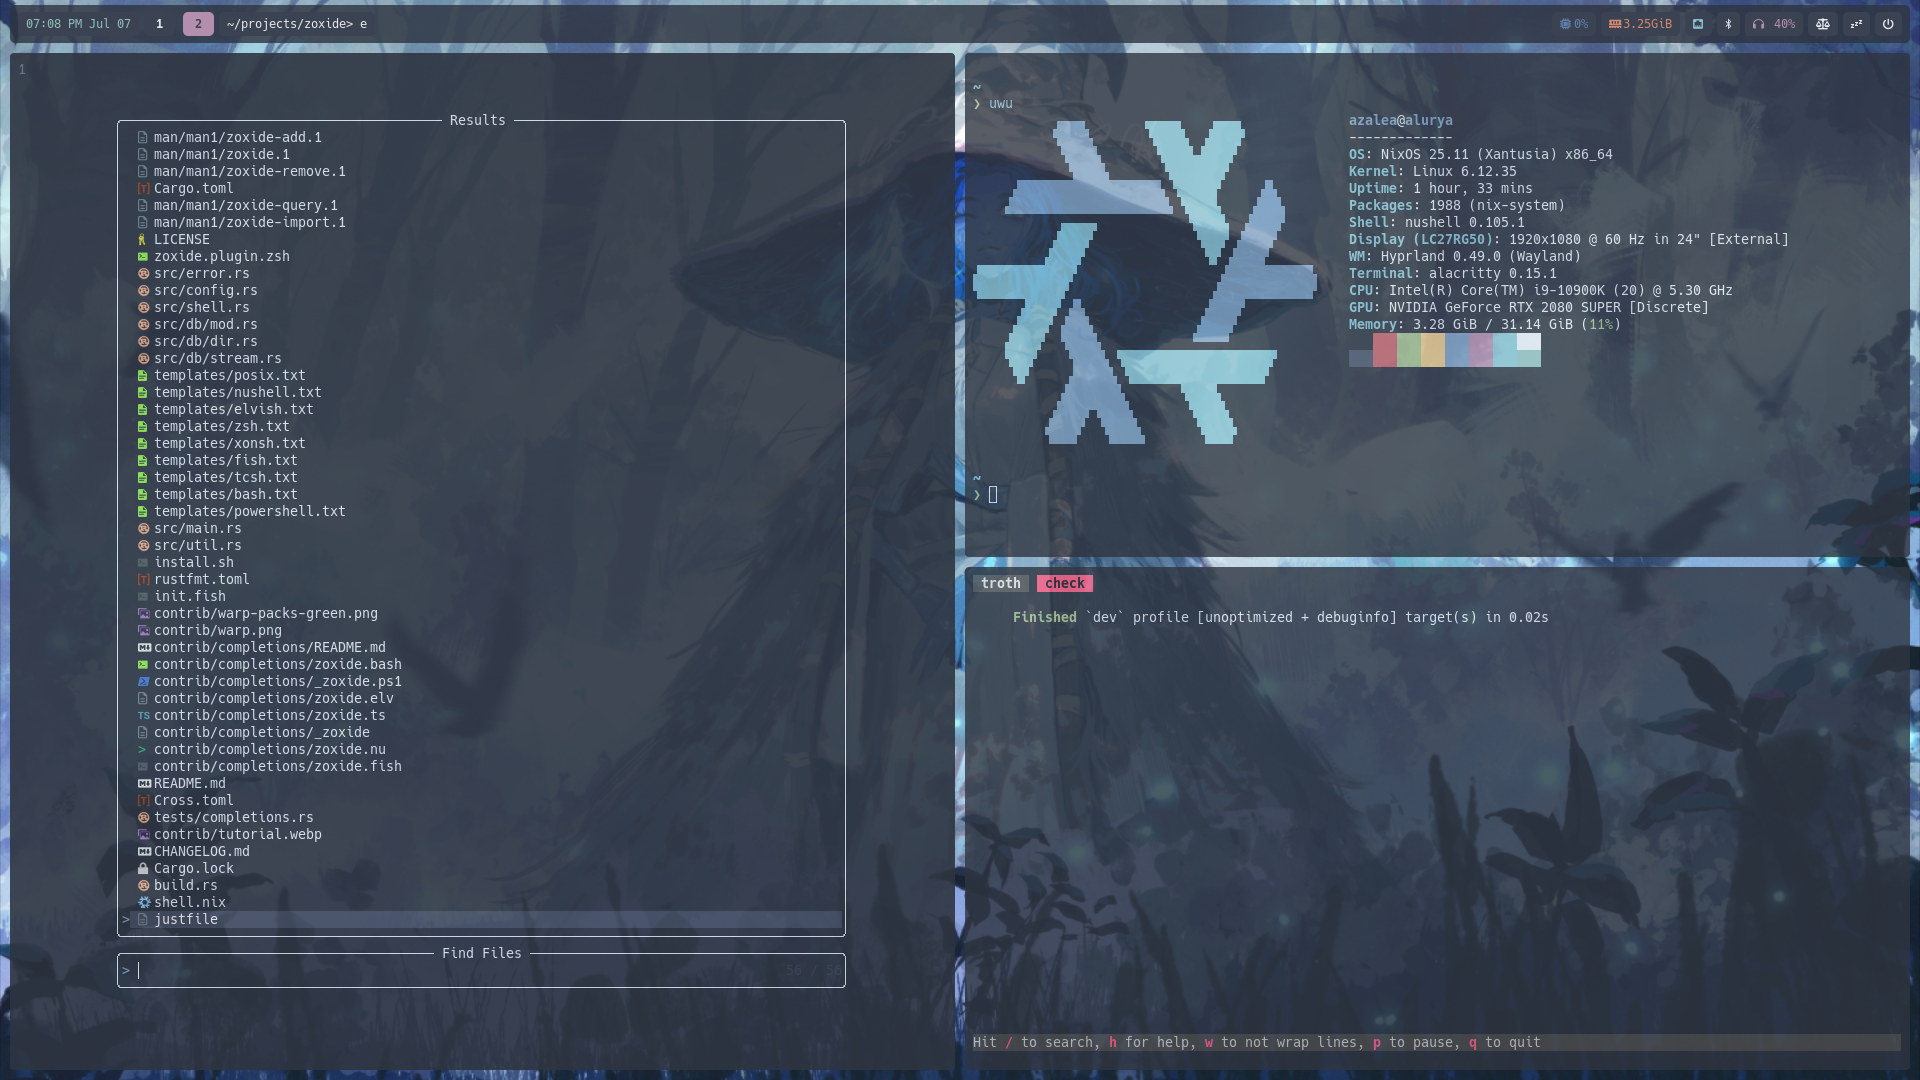 07:08 PM Jul 07 1 2 ~/projects/zoxide> e 0% 3.25GiB 40%
1
Results
man/man1/zoxide-add.1
man/man1/zoxide.1
man/man1/zoxide-remove.1
Cargo.toml
man/man1/zoxide-query.1
man/man1/zoxide-import.1
LICENSE
zoxide.plugin.zsh
src/error.rs
src/config.rs
src/shell.rs
src/db/mod.rs
src/db/dir.rs
src/db/stream.rs
templates/posix.txt
templates/nushell.txt
templates/elvish.txt
templates/zsh.txt
templates/xonsh.txt
templates/fish.txt
templates/tcsh.txt
templates/bash.txt
templates/powershell.txt
src/main.rs
src/util.rs
install.sh
rustfmt.toml
init.fish
contrib/warp-packs-green.png
contrib/warp.png
contrib/completions/README.md
contrib/completions/zoxide.bash
contrib/completions/_zoxide.ps1
contrib/completions/zoxide.elv
TS contrib/completions/zoxide.ts
contrib/completions/_zoxide
> contrib/completions/zoxide.nu
contrib/completions/zoxide.fish
README.md
Cross.toml
tests/completions.rs
contrib/tutorial.webp
CHANGELOG.md
Cargo.lock
build.rs
shell.nix
> justfile
Find Files
> 56 / 56
~
❯ uwu
azalea@alurya
-------------
OS: NixOS 25.11 (Xantusia) x86_64
Kernel: Linux 6.12.35
Uptime: 1 hour, 33 mins
Packages: 1988 (nix-system)
Shell: nushell 0.105.1
Display (LC27RG50): 1920x1080 @ 60 Hz in 24" [External]
WM: Hyprland 0.49.0 (Wayland)
Terminal: alacritty 0.15.1
CPU: Intel(R) Core(TM) i9-10900K (20) @ 5.30 GHz
GPU: NVIDIA GeForce RTX 2080 SUPER [Discrete]
Memory: 3.28 GiB / 31.14 GiB (11%)
~
❯
troth check
Finished `dev` profile [unoptimized + debuginfo] target(s) in 0.02s
Hit / to search, h for help, w to not wrap lines, p to pause, q to quit